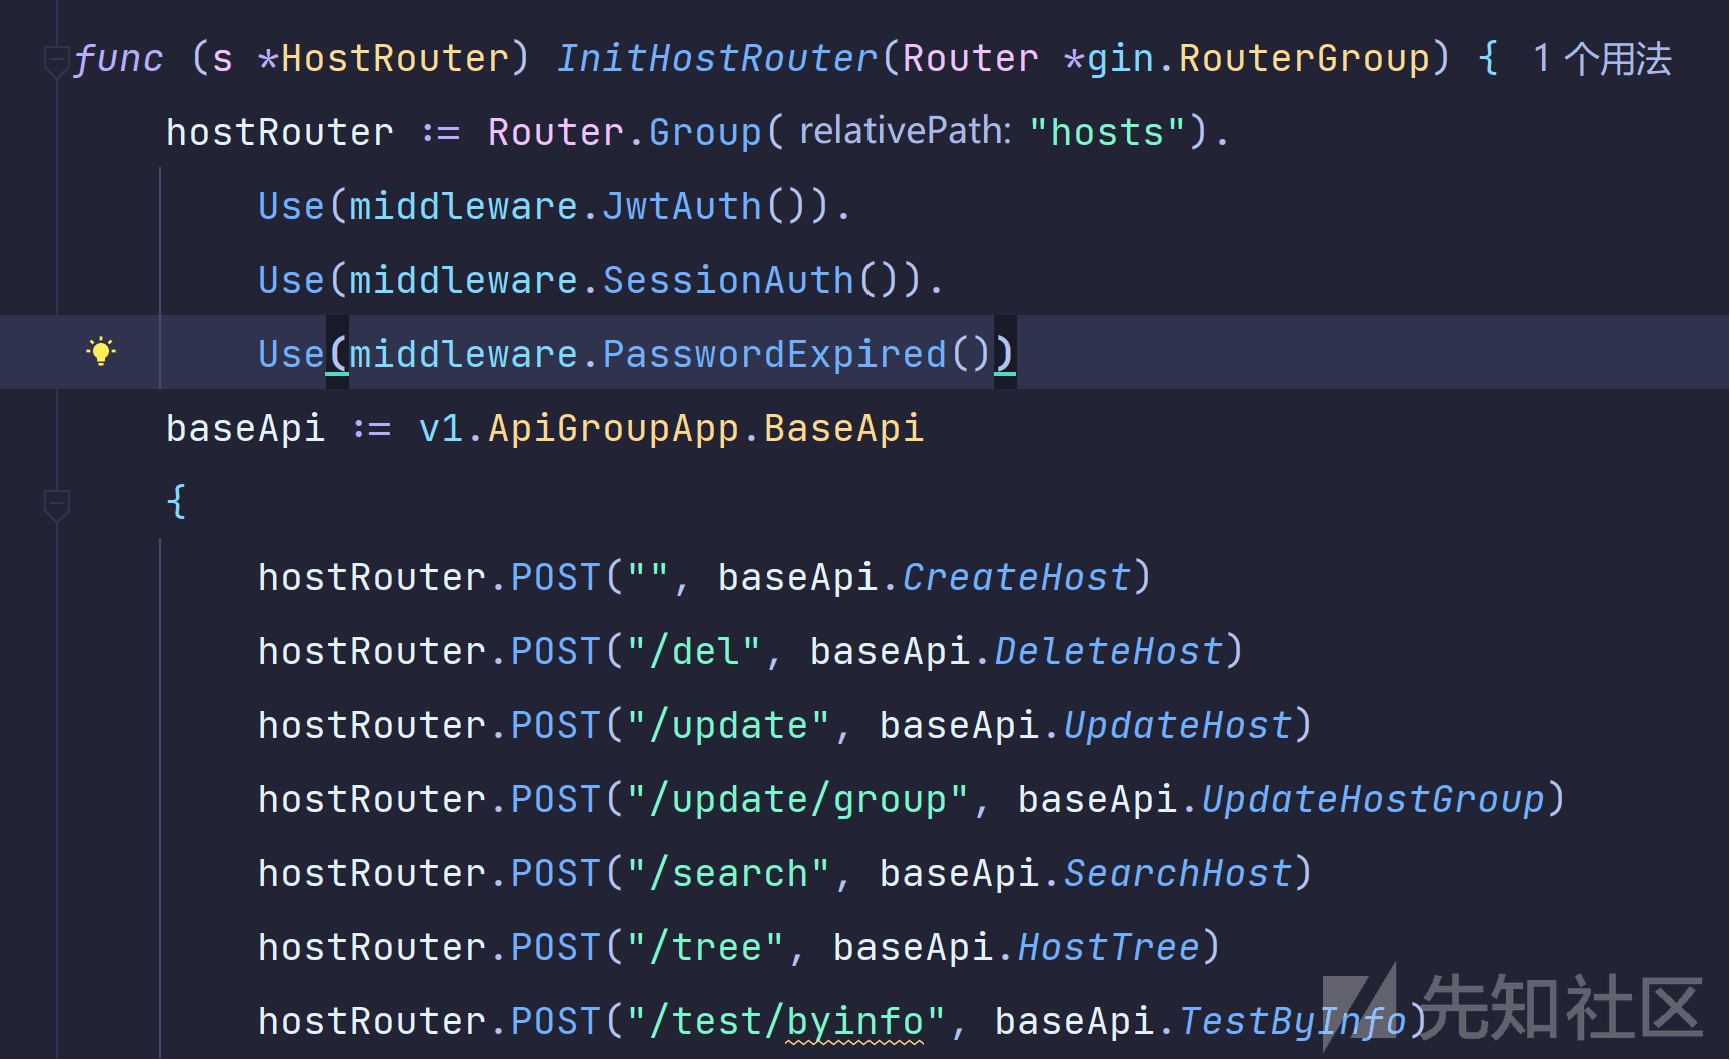 func (s *HostRouter) InitHostRouter(Router *gin.RouterGroup) { 1 个用法
hostRouter := Router.Group( relativePath: "hosts").
Use(middleware.JwtAuth()).
Use(middleware.SessionAuth()).
Use(middleware.PasswordExpired())
baseApi := v1.ApiGroupApp.BaseApi
{
hostRouter.POST("", baseApi.CreateHost)
hostRouter.POST("/del", baseApi.DeleteHost)
hostRouter.POST("/update", baseApi.UpdateHost)
hostRouter.POST("/update/group", baseApi.UpdateHostGroup)
hostRouter.POST("/search", baseApi.SearchHost)
hostRouter.POST("/tree", baseApi.HostTree)
hostRouter.POST("/test/byinfo", baseApi.TestByInfo)
先知社区